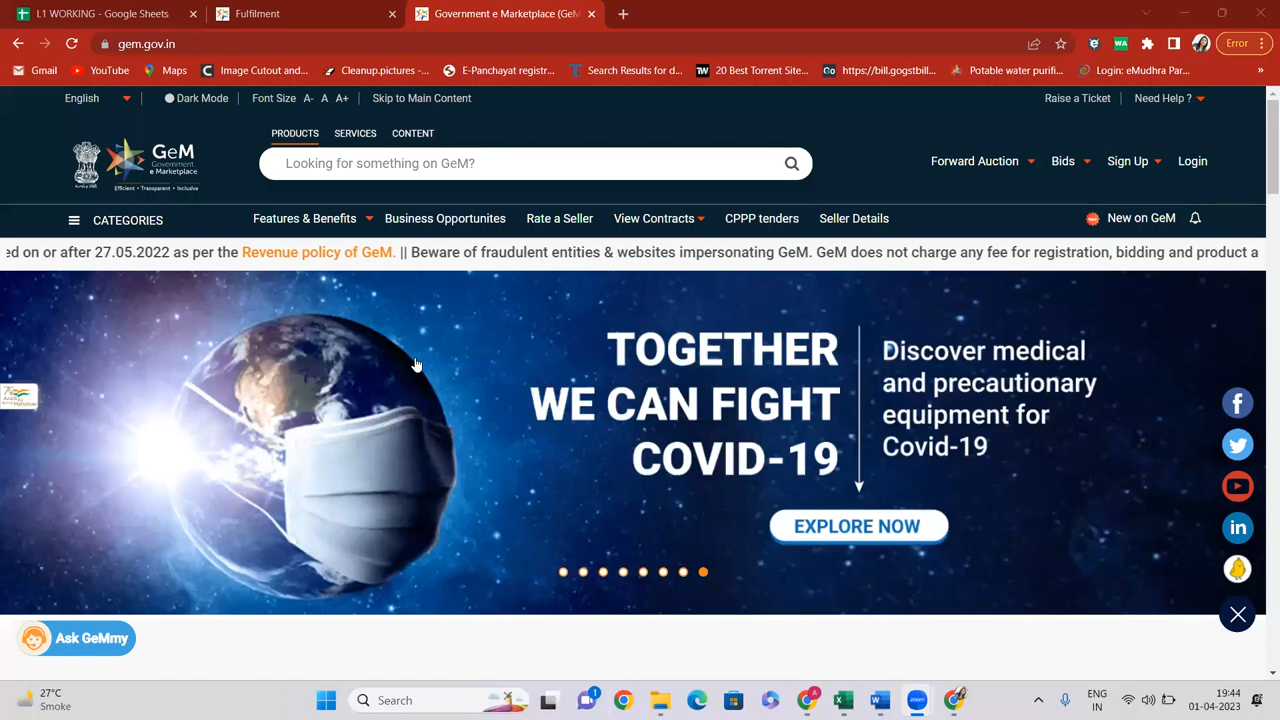 L1 WORKING - Google Sheets
Fulfilment
Government e Marketplace (GeM
gem.gov.in
Error
Gmail
YouTube
Maps
Image Cutout and...
Cleanup.pictures -...
E-Panchayat registr...
Search Results for d...
20 Best Torrent Site...
https://bill.gogstbill...
Potable water purifi...
Login: eMudhra Par...
»
English
Dark Mode
Font Size A- A A+
Skip to Main Content
Raise a Ticket
Need Help ?
PRODUCTS SERVICES CONTENT
GeM
Government
e Marketplace
Efficient • Transparent • Inclusive
Looking for something on GeM?
Forward Auction
Bids
Sign Up
Login
CATEGORIES
Features & Benefits
Business Opportunites
Rate a Seller
View Contracts
CPPP tenders
Seller Details
New on GeM
ed on or after 27.05.2022 as per the Revenue policy of GeM. || Beware of fraudulent entities & websites impersonating GeM. GeM does not charge any fee for registration, bidding and product a
TOGETHER
WE CAN FIGHT
COVID-19
Discover medical
and precautionary
equipment for
Covid-19
EXPLORE NOW
Ask GeMmy
27°C
Smoke
Search
1
zoom
ENG
IN
19:44
01-04-2023